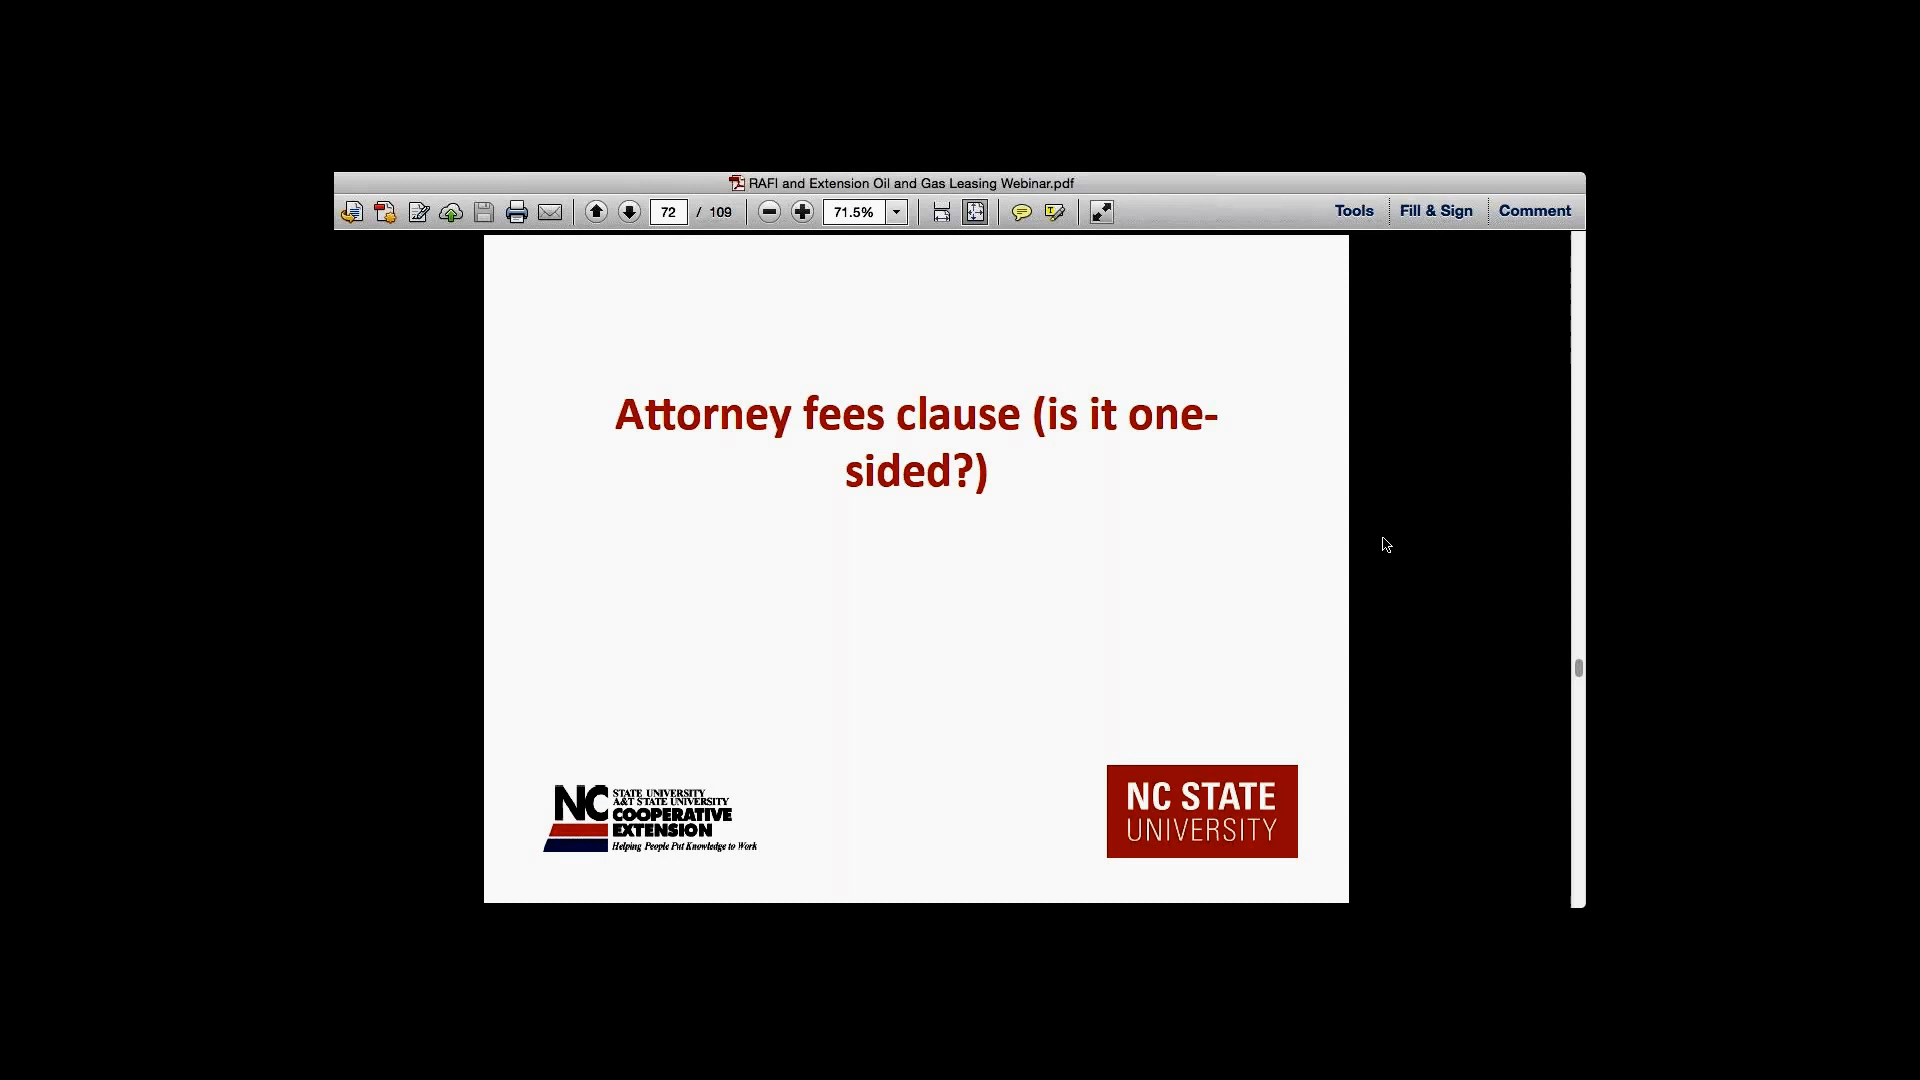 RAFI and Extension Oil and Gas Leasing Webinar.pdf
72 / 109 71.5% Tools Fill & Sign Comment
Attorney fees clause (is it one-
sided?)
NC STATE UNIVERSITY
A&T STATE UNIVERSITY
COOPERATIVE
EXTENSION
Helping People Put Knowledge to Work
NC STATE
UNIVERSITY